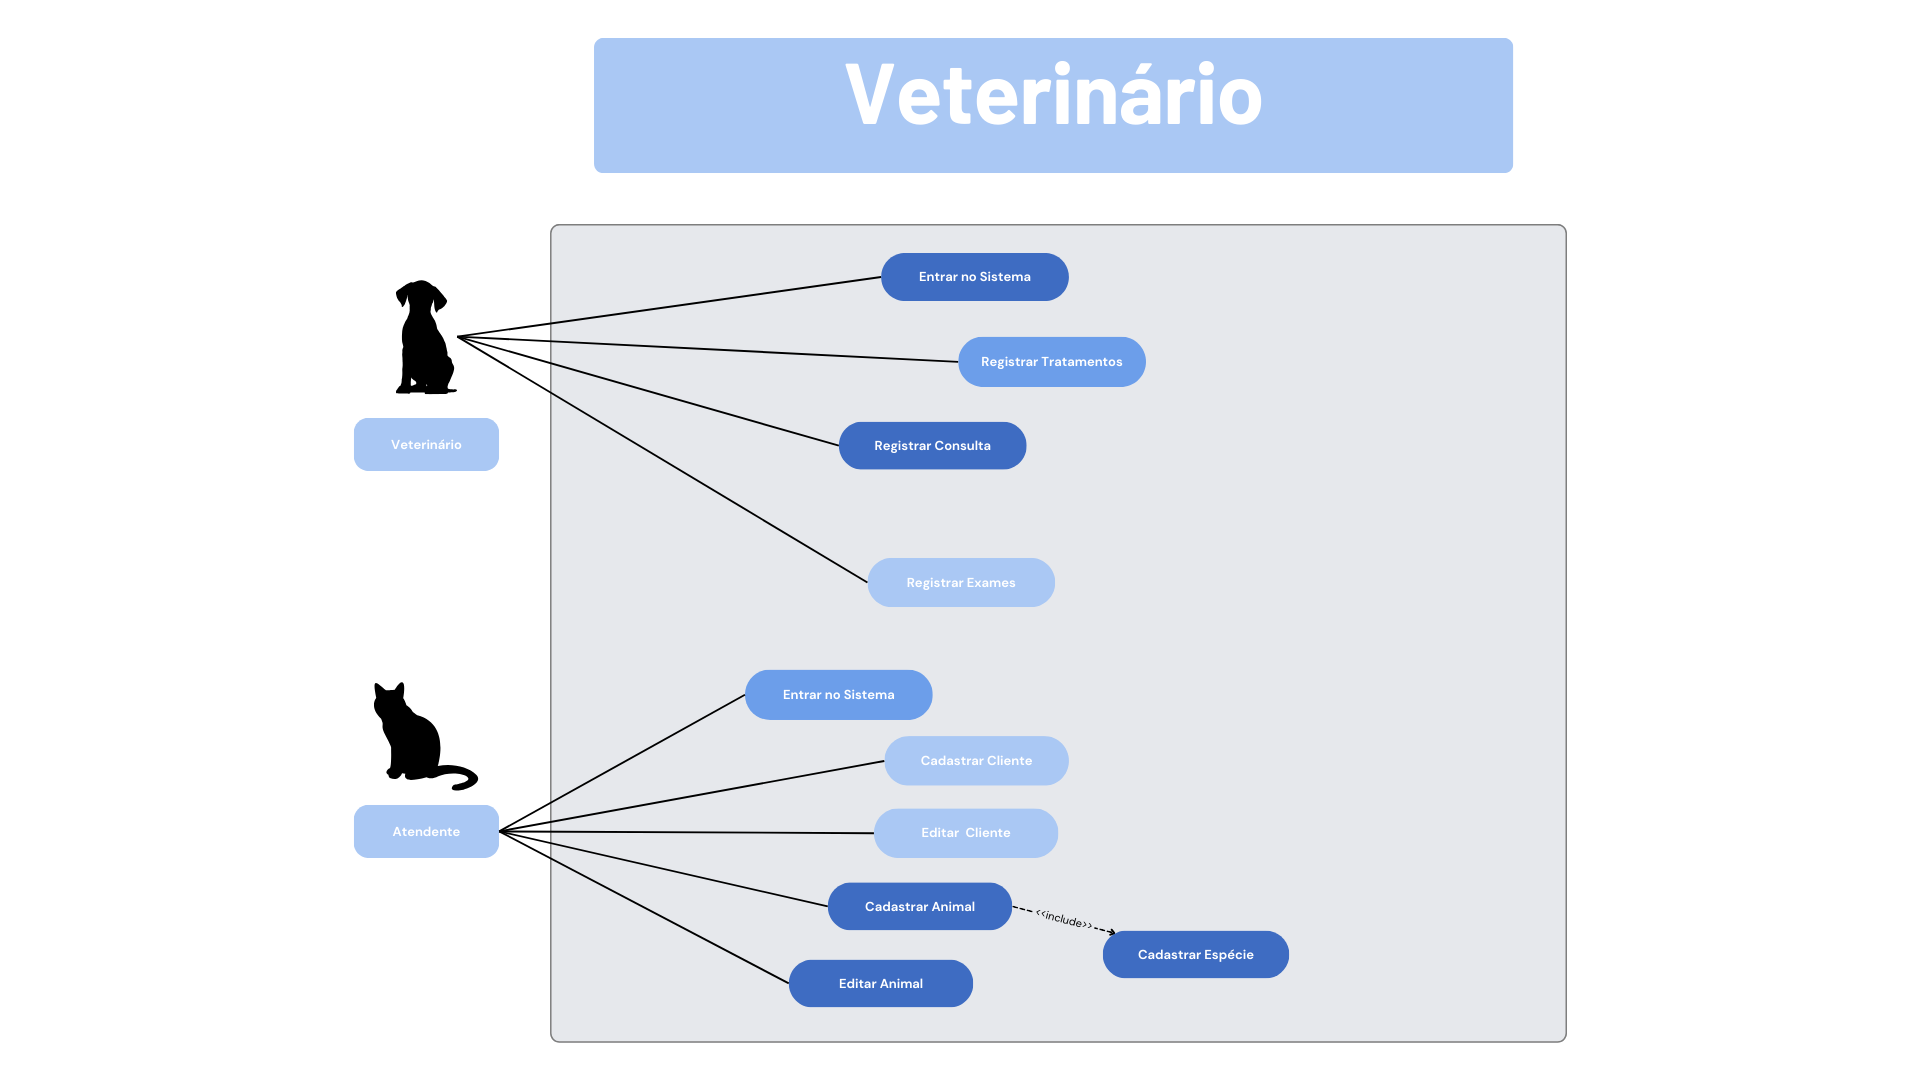 Veterinário
Entrar no Sistema
Registrar Tratamentos
Registrar Consulta
Veterinário
Registrar Exames
Entrar no Sistema
Cadastrar Cliente
Atendente
Editar  Cliente
Cadastrar Animal
<<include>>
Cadastrar Espécie
Editar Animal